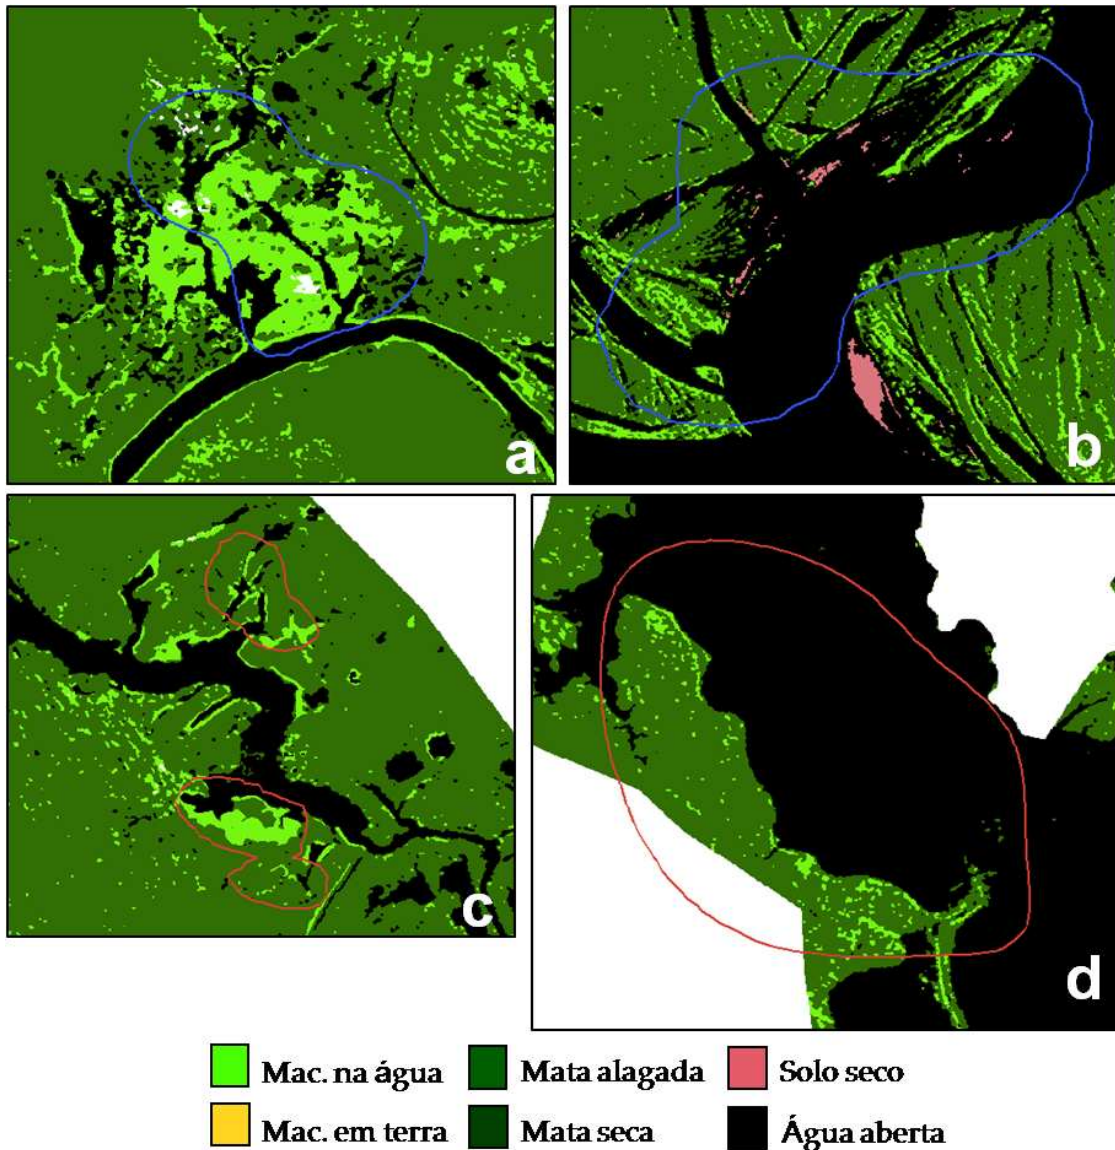 a
b
c
d
Mac. na água
Mata alagada
Solo seco
Mac. em terra
Mata seca
Água aberta